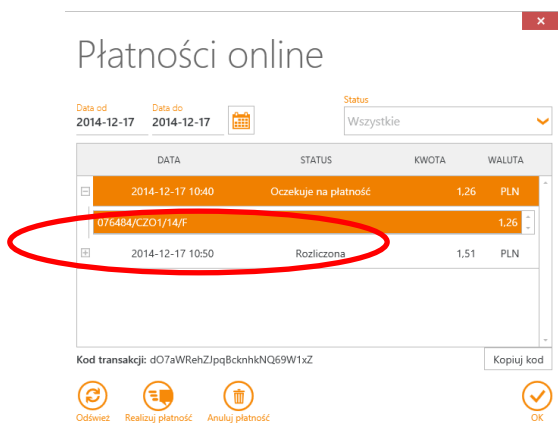 Płatności online
Data od Data do Status
2014-12-17 2014-12-17 Wszystkie
DATA STATUS KWOTA WALUTA
2014-12-17 10:40 Oczekuje na płatność 1,26 PLN
076484/CZO1/14/F 1,26
2014-12-17 10:50 Rozliczona 1,51 PLN
Kod transakcji: dO7aWRehZJpqBcknhkNQ69W1xZ Kopiuj kod
Odśwież Realizuj płatność Anuluj płatność OK